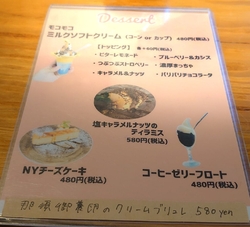 Dessert
モコモコ
ミルクソフトクリーム（コーン or カップ）480円(税込)
【トッピング】 各+60円(税込)
・ビターレモネード ・ブルーベリー&カシス
・つぶつぶストロベリー ・濃厚まっちゃ
・キャラメル&ナッツ ・パリパリチョコラータ
塩キャラメルナッツの
ティラミス
580円(税込)
NYチーズケーキ
480円(税込)
コーヒーゼリーフロート
480円(税込)
那須御養卵のクリームブリュレ 580yen